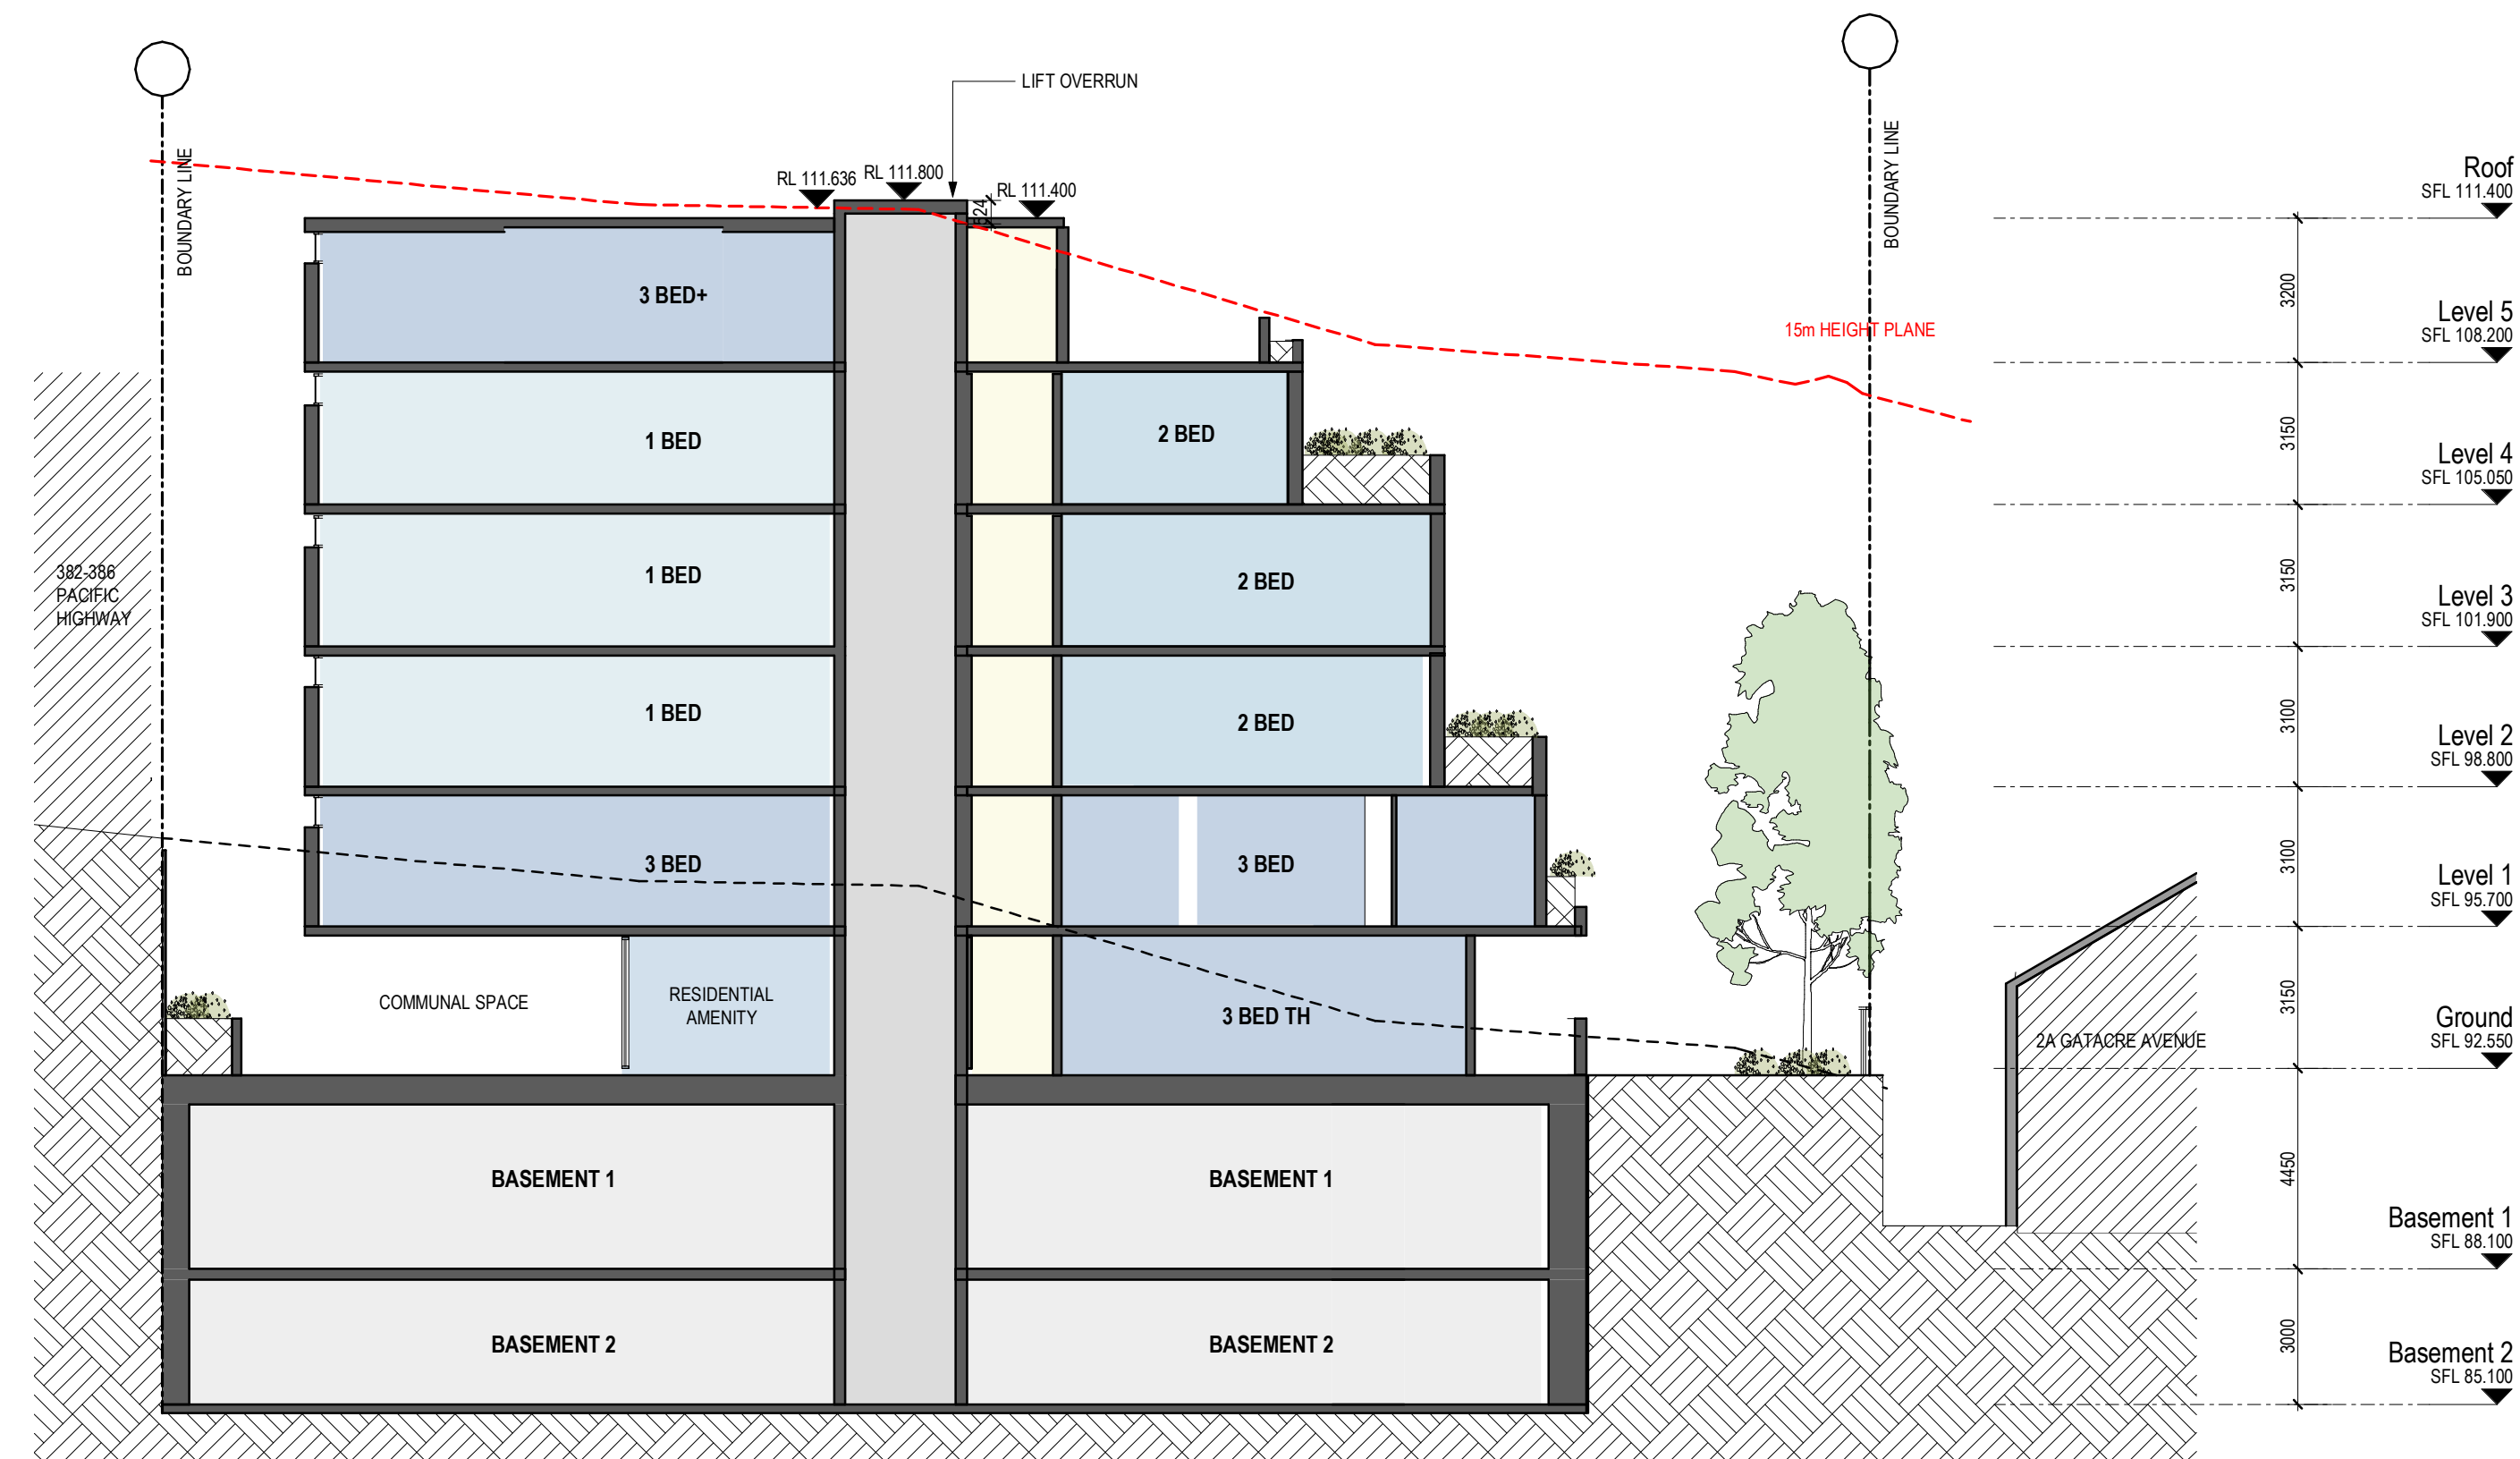 LIFT OVERRUN
BOUNDARY LINE
BOUNDARY LINE
RL 111.636
RL 111.800
RL 111.400
524
Roof
SFL 111.400
3200
3 BED+
15m HEIGHT PLANE
Level 5
SFL 108.200
3150
1 BED
2 BED
Level 4
SFL 105.050
3150
382-386
PACIFIC
HIGHWAY
1 BED
2 BED
Level 3
SFL 101.900
3100
1 BED
2 BED
Level 2
SFL 98.800
3100
3 BED
3 BED
Level 1
SFL 95.700
3150
COMMUNAL SPACE
RESIDENTIAL
AMENITY
3 BED TH
2A GATACRE AVENUE
Ground
SFL 92.550
4450
BASEMENT 1
BASEMENT 1
Basement 1
SFL 88.100
3000
BASEMENT 2
BASEMENT 2
Basement 2
SFL 85.100